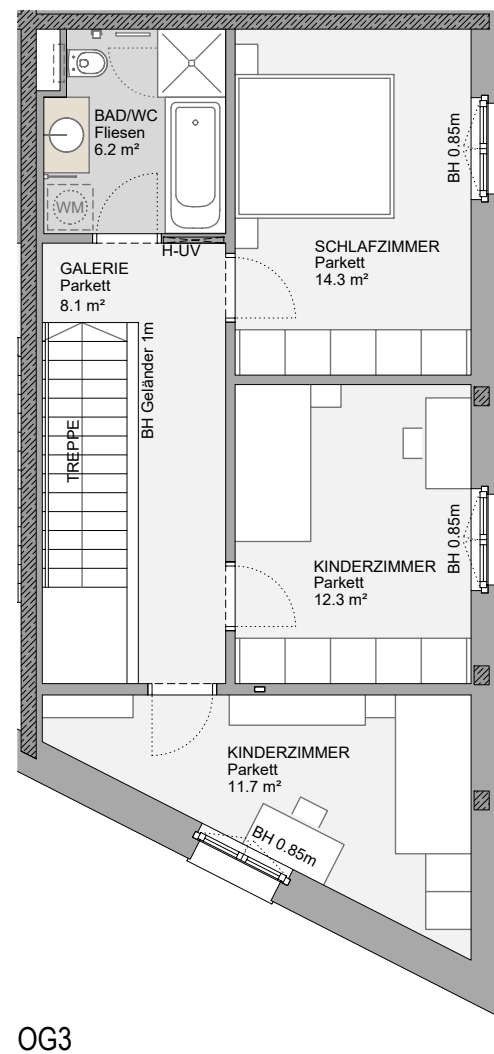 BAD/WC
Fliesen
6.2 m²
WM
BH 0.85m
H-UV
GALERIE
Parkett
8.1 m²
SCHLAFZIMMER
Parkett
14.3 m²
BH Geländer 1m
TREPPE
BH 0.85m
KINDERZIMMER
Parkett
12.3 m²
KINDERZIMMER
Parkett
11.7 m²
BH 0.85m
OG3